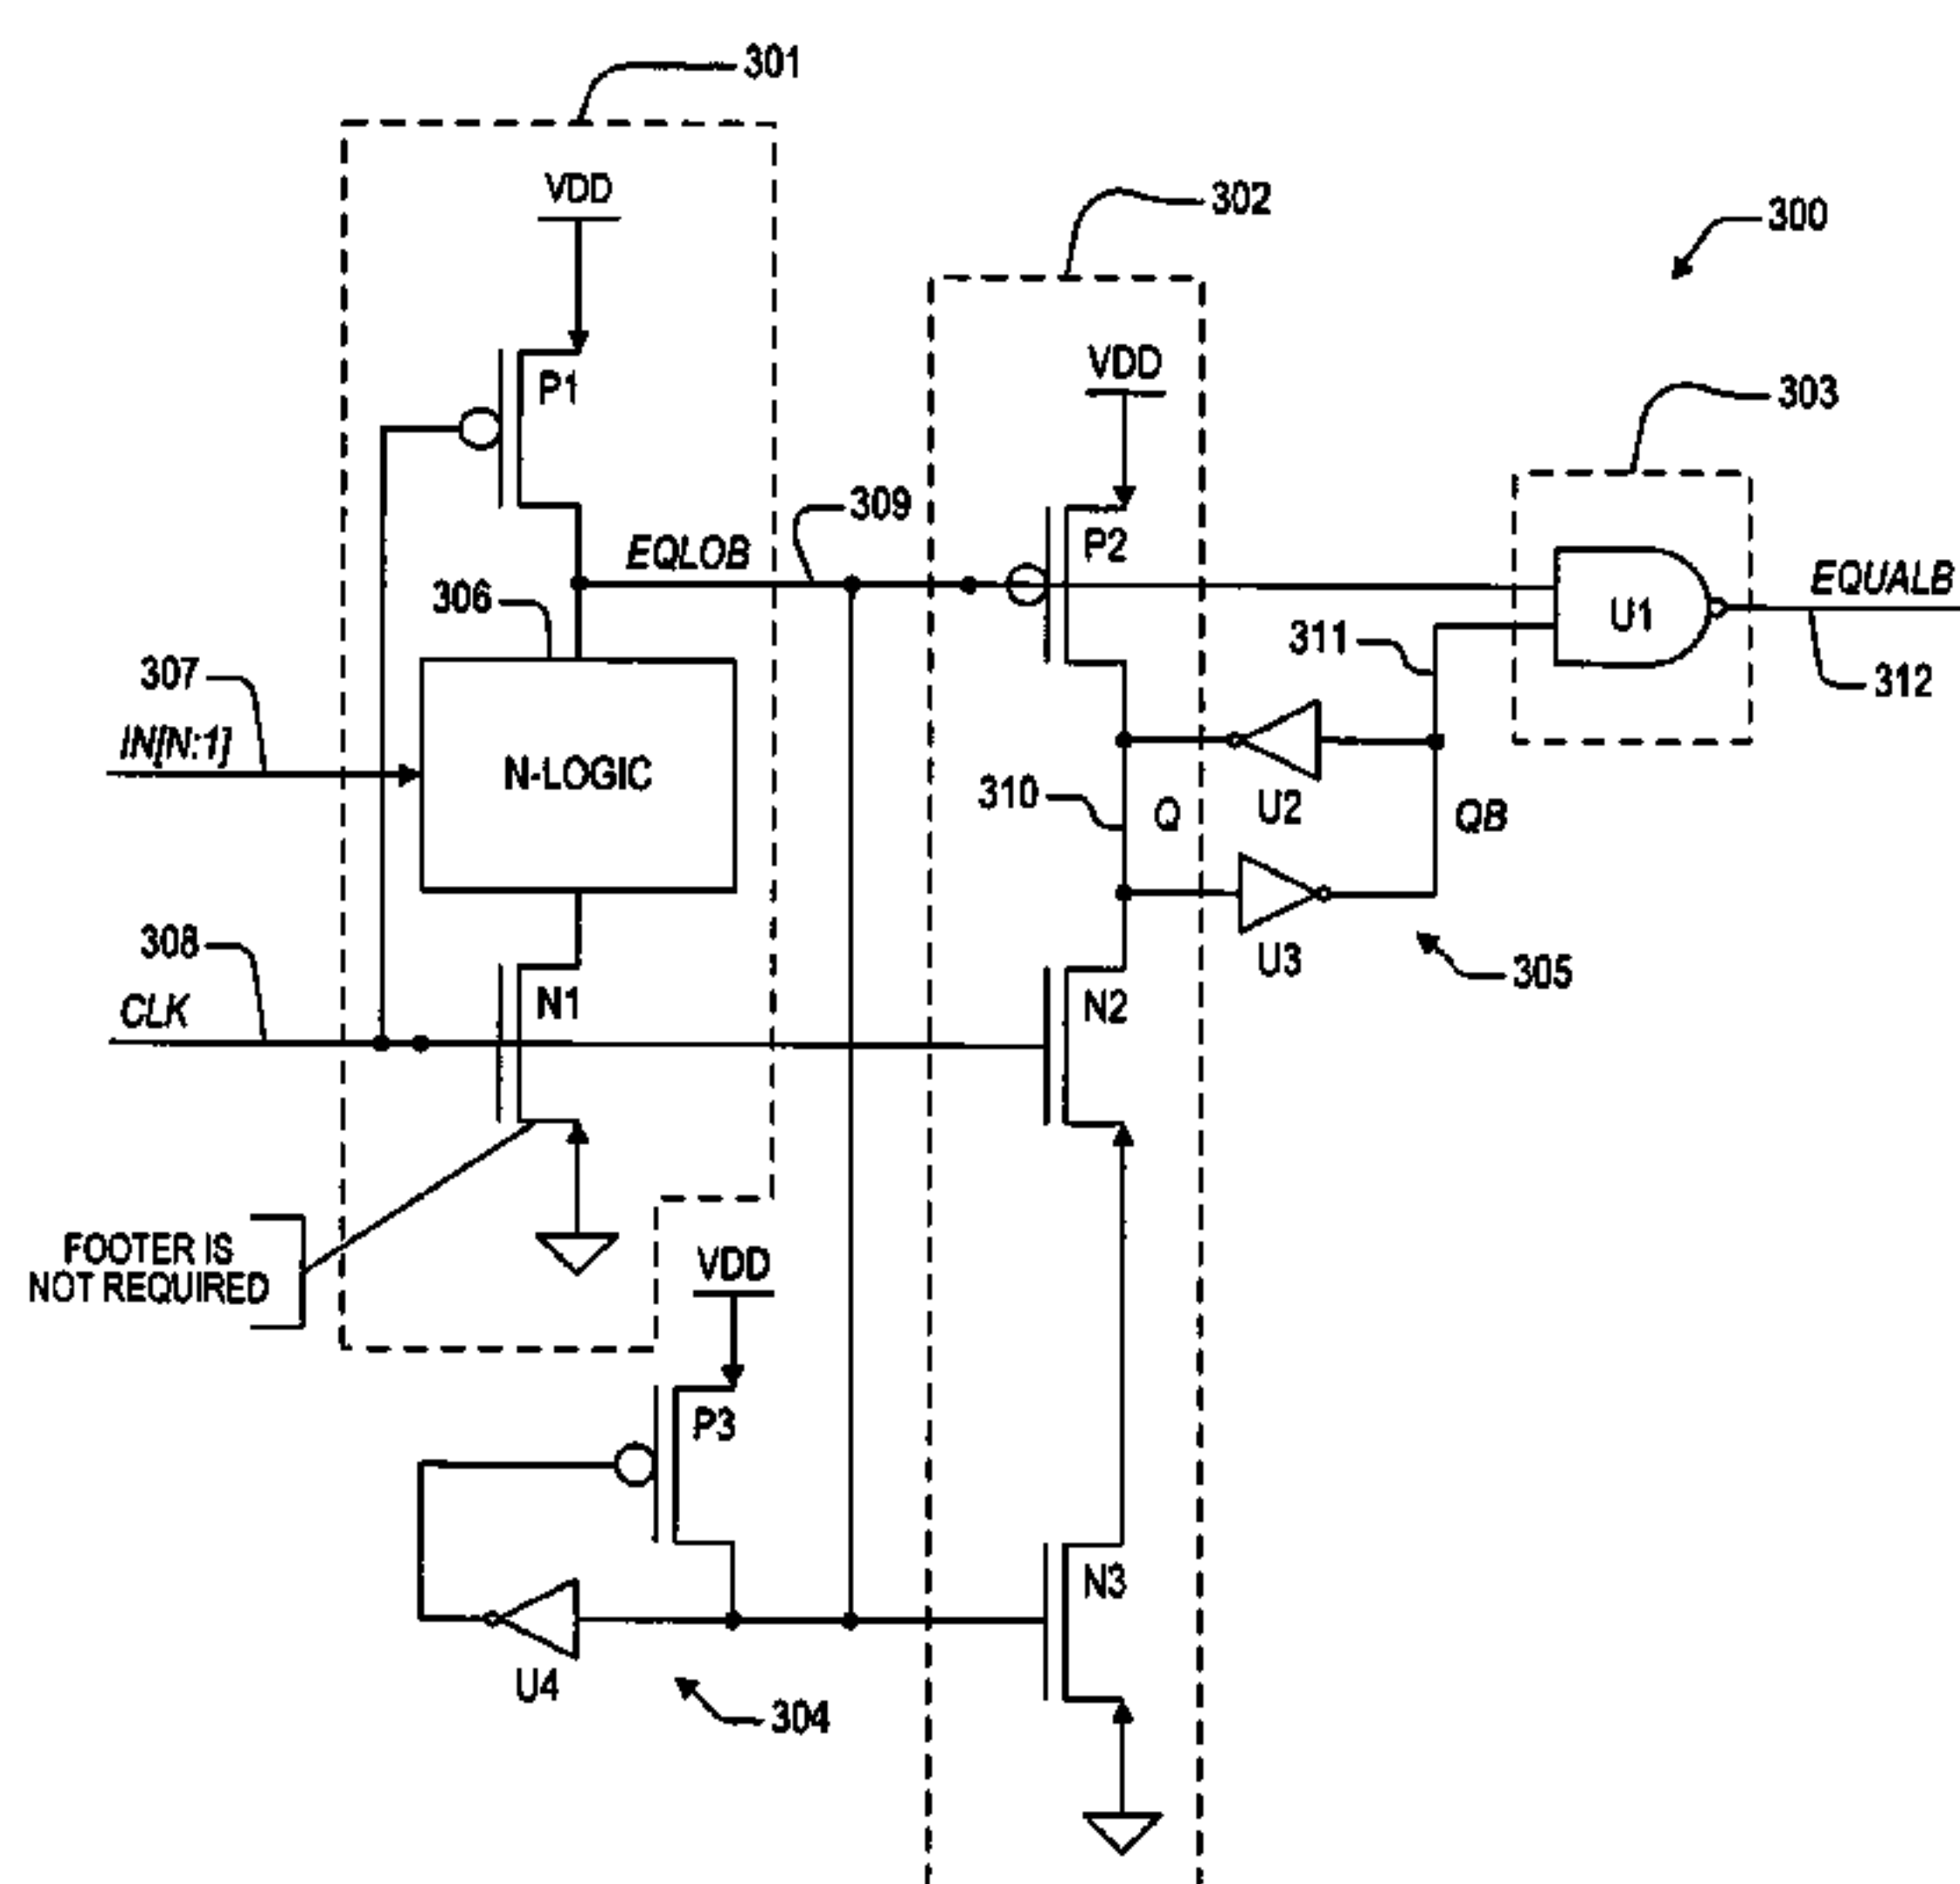 301
VDD
302
300
P1
VDD
303
309
EQLOB
P2
EQUALB
306
U1
311
307
312
IN[N:1]
N-LOGIC
310
Q
U2
QB
308
U3
305
CLK
N1
N2
FOOTER IS
NOT REQUIRED
VDD
P3
N3
U4
304